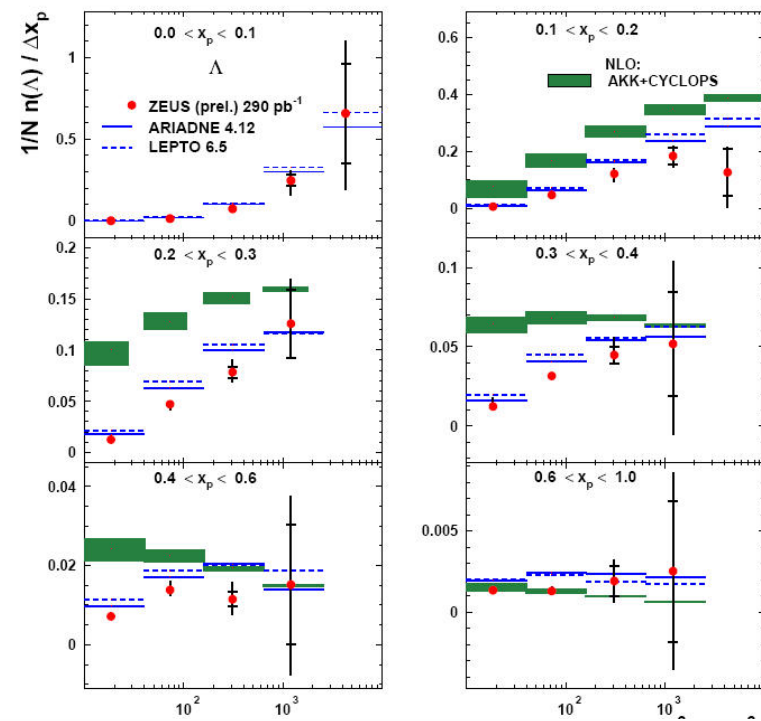 1/N n(Λ) / Δx_p
0.0 < x_p < 0.1
Λ
ZEUS (prel.) 290 pb⁻¹
ARIADNE 4.12
LEPTO 6.5
1
0.5
0
0.1 < x_p < 0.2
NLO:
AKK+CYCLOPS
0.6
0.4
0.2
0
0.2 < x_p < 0.3
0.2
0.15
0.1
0.05
0
0.3 < x_p < 0.4
0.1
0.05
0
0.4 < x_p < 0.6
0.04
0.02
0
0.6 < x_p < 1.0
0.005
0
10²
10³
10²
10³